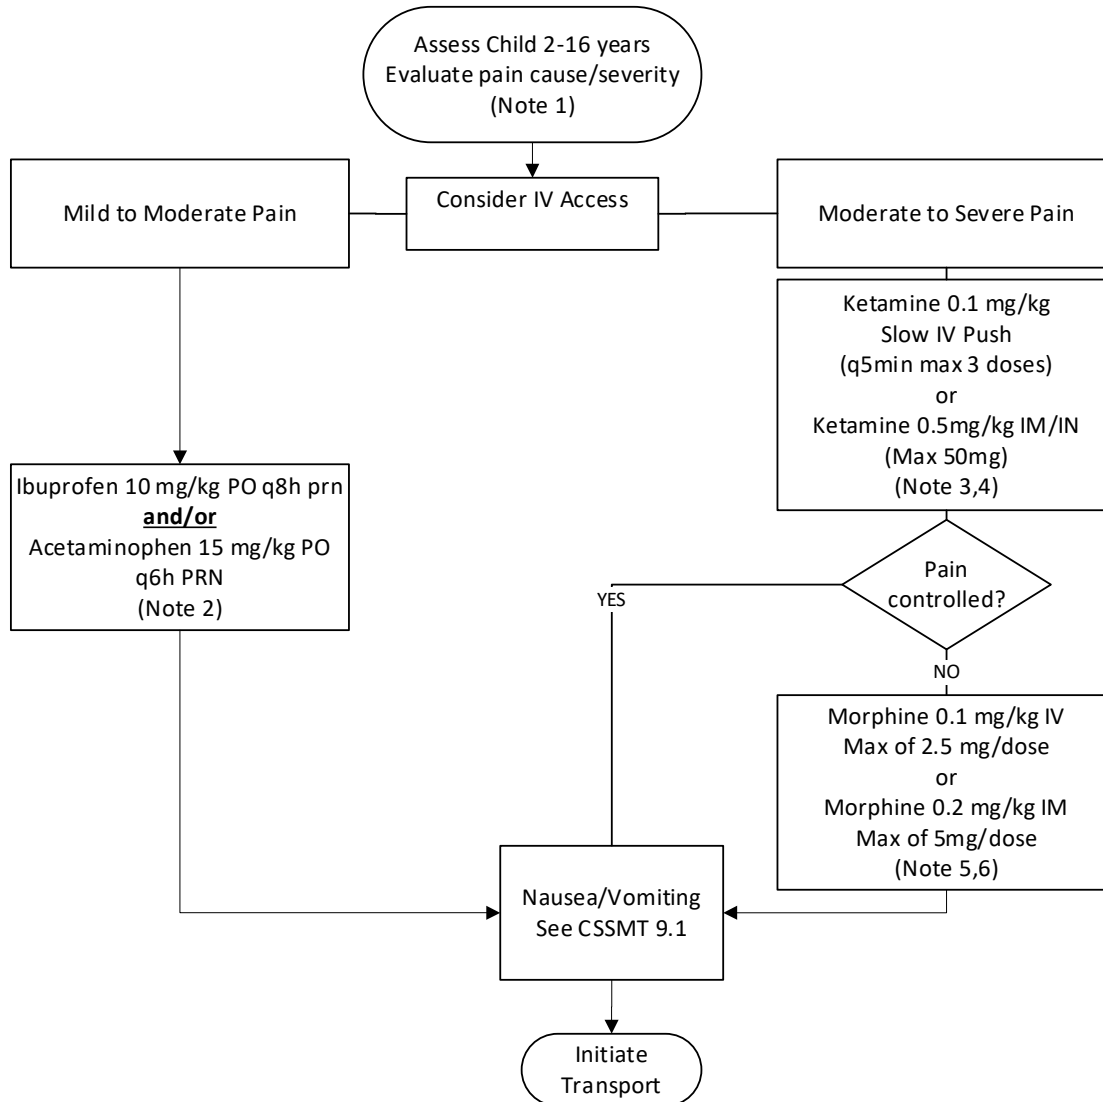 Assess Child 2-16 years
Evaluate pain cause/severity
(Note 1)
Mild to Moderate Pain
Consider IV Access
Moderate to Severe Pain
Ketamine 0.1 mg/kg
Slow IV Push
(q5min max 3 doses)
or
Ketamine 0.5mg/kg IM/IN
(Max 50mg)
(Note 3,4)
Ibuprofen 10 mg/kg PO q8h prn
and/or
Acetaminophen 15 mg/kg PO
q6h PRN
(Note 2)
Pain
controlled?
YES
NO
Morphine 0.1 mg/kg IV
Max of 2.5 mg/dose
or
Morphine 0.2 mg/kg IM
Max of 5mg/dose
(Note 5,6)
Nausea/Vomiting
See CSSMT 9.1
Initiate
Transport